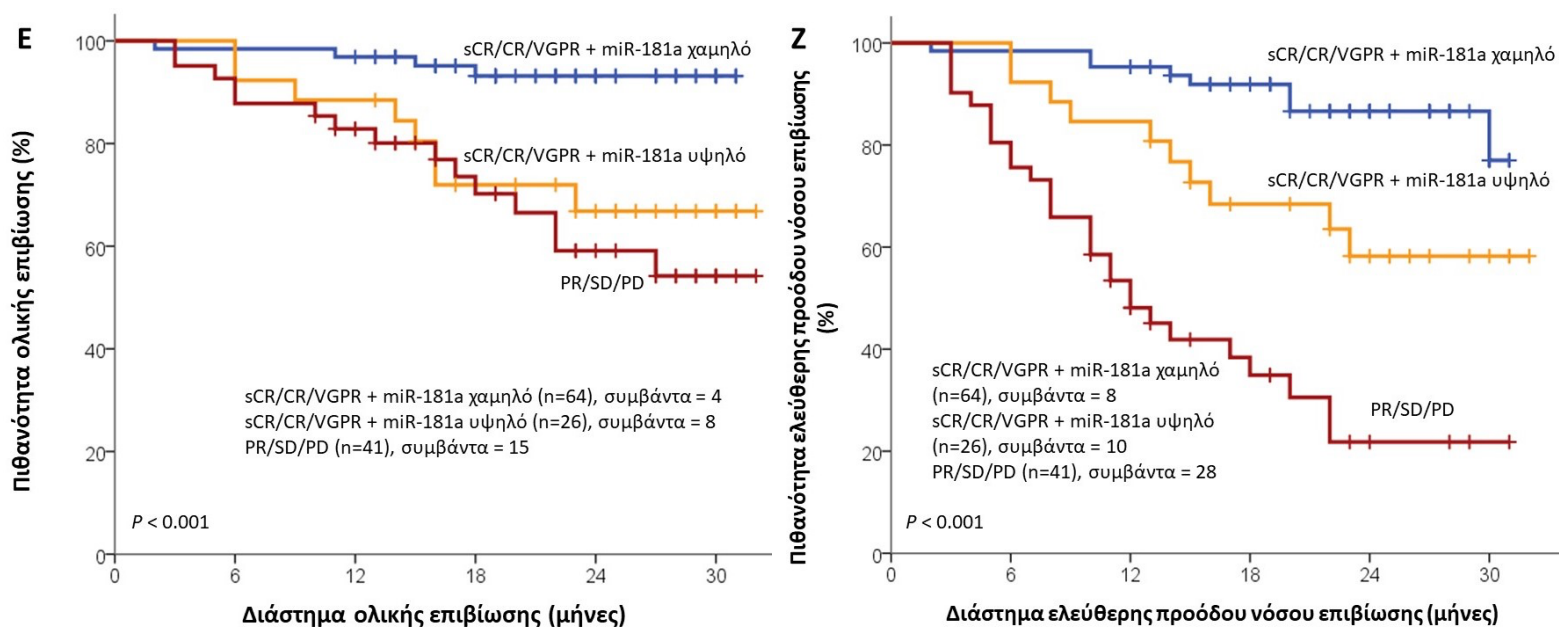 E
Πιθανότητα ολικής επιβίωσης (%)
100
80
60
40
20
0
sCR/CR/VGPR + miR-181a χαμηλό
sCR/CR/VGPR + miR-181a υψηλό
PR/SD/PD
sCR/CR/VGPR + miR-181a χαμηλό (n=64), συμβάντα = 4
sCR/CR/VGPR + miR-181a υψηλό (n=26), συμβάντα = 8
PR/SD/PD (n=41), συμβάντα = 15
P < 0.001
0 6 12 18 24 30
Διάστημα ολικής επιβίωσης (μήνες)
Z
Πιθανότητα ελεύθερης προόδου νόσου επιβίωσης
(%)
100
80
60
40
20
0
sCR/CR/VGPR + miR-181a χαμηλό
sCR/CR/VGPR + miR-181a υψηλό
sCR/CR/VGPR + miR-181a χαμηλό
(n=64), συμβάντα = 8
sCR/CR/VGPR + miR-181a υψηλό
(n=26), συμβάντα = 10
PR/SD/PD (n=41), συμβάντα = 28
PR/SD/PD
P < 0.001
0 6 12 18 24 30
Διάστημα ελεύθερης προόδου νόσου επιβίωσης (μήνες)